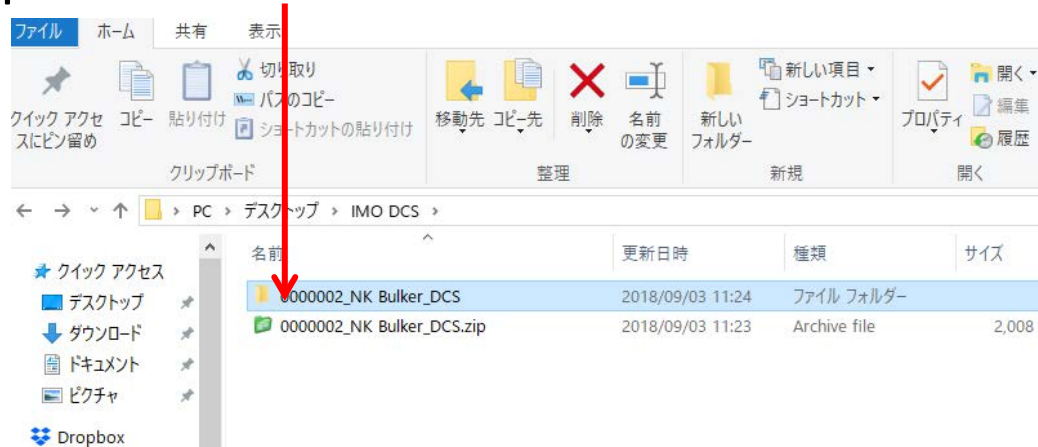 ファイル ホーム 共有 表示
クイック アクセスにピン留め
コピー
貼り付け
切り取り
パスのコピー
ショートカットの貼り付け
クリップボード
移動先
コピー先
削除
名前の変更
整理
新しいフォルダー
新しい項目
ショートカット
新規
プロパティ
開く
編集
履歴
開く
PC › デスクトップ › IMO DCS ›
名前 更新日時 種類 サイズ
クイック アクセス
デスクトップ
ダウンロード
ドキュメント
ピクチャ
Dropbox
0000002_NK Bulker_DCS 2018/09/03 11:24 ファイル フォルダー
0000002_NK Bulker_DCS.zip 2018/09/03 11:23 Archive file 2,008